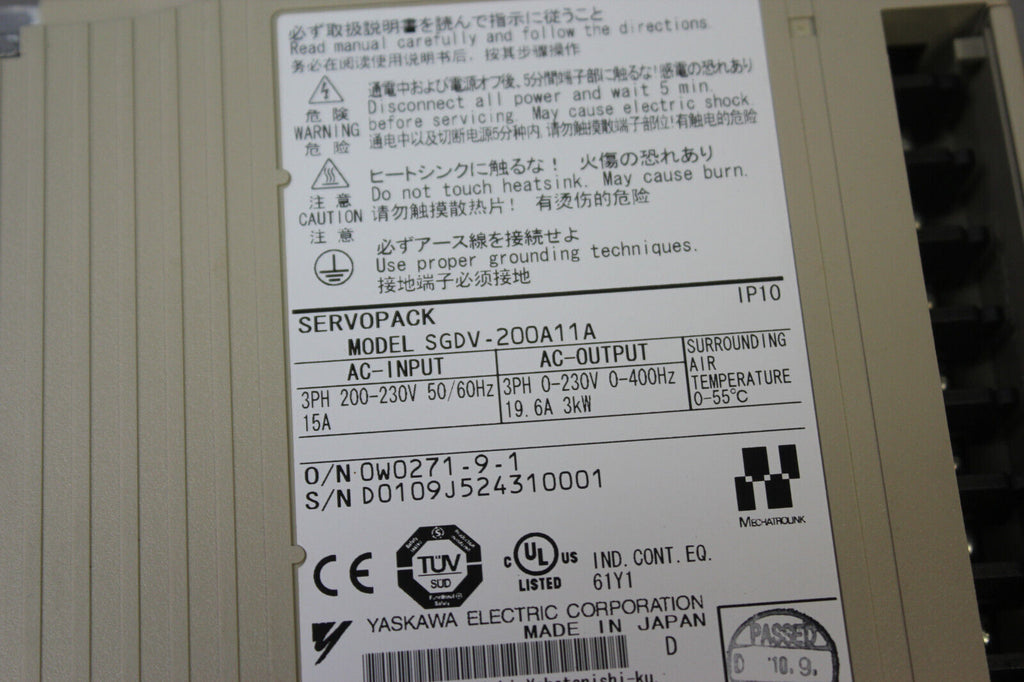 必ず取扱説明書を読んで指示に従うこと
Read manual carefully and follow the directions.
务必在阅读使用说明书后, 按其步骤操作
危 険
WARNING
危 险
通電中および電源オフ後、5分間端子部に触るな!感電の恐れあり
Disconnect all power and wait 5 min.
before servicing. May cause electric shock.
通电中以及切断电源5分种内,请勿触摸散端子部位!有触电的危险
注 意
CAUTION
注 意
ヒートシンクに触るな! 火傷の恐れあり
Do not touch heatsink. May cause burn.
请勿触摸散热片! 有烫伤的危险
必ずアース線を接続せよ
Use proper grounding techniques.
接地端子必须接地
IP10
SERVOPACK
MODEL SGDV-200A11A
AC-INPUT
3PH 200-230V 50/60Hz
15A
AC-OUTPUT
3PH 0-230V 0-400Hz
19.6A 3kW
SURROUNDING
AIR
TEMPERATURE
0-55℃
O/N 0W0271-9-1
S/N D0109J524310001
MECHATROLINK
CE
TÜV
SÜD
C UL US
LISTED
IND. CONT. EQ.
61Y1
YASKAWA ELECTRIC CORPORATION
MADE IN JAPAN
D
PASSED
D '10.9.